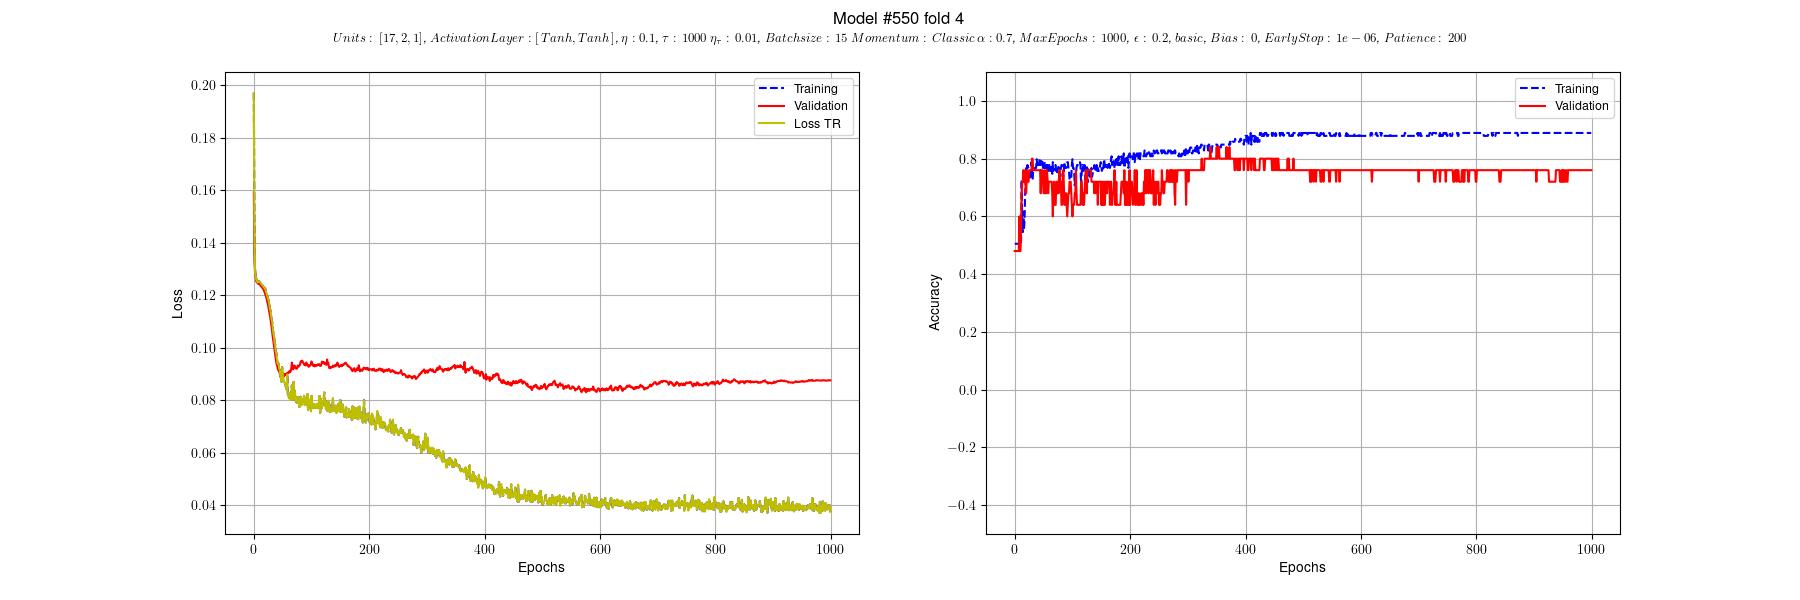 Model #550 fold 4
Units : [17, 2, 1], ActivationLayer : [Tanh, Tanh], η : 0.1, τ : 1000 ητ : 0.01, Batchsize : 15 Momentum : Classic α : 0.7, MaxEpochs : 1000, ϵ : 0.2, basic, Bias : 0, EarlyStop : 1e − 06, Patience : 200
Training
Validation
Loss TR
0.20
0.18
0.16
0.14
0.12
0.10
0.08
0.06
0.04
Loss
0 200 400 600 800 1000
Epochs
Training
Validation
1.0
0.8
0.6
0.4
0.2
0.0
−0.2
−0.4
Accuracy
0 200 400 600 800 1000
Epochs